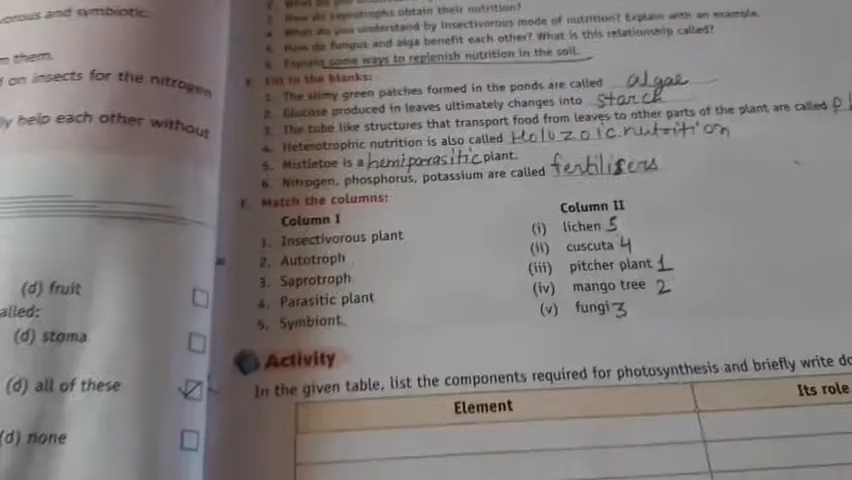 vorous and symbiotic.
them.
on insects for the nitrogen
help each other without
(d) fruit
alled:
(d) stoma
(d) all of these
(d) none
How do saprotrophs obtain their nutrition?
What do you understand by insectivorous mode of nutrition? Explain with an example.
How do fungus and alga benefit each other? What is this relationship called?
Explain some ways to replenish nutrition in the soil.
Fill in the blanks:
1. The slimy green patches formed in the ponds are called algae
2. Glucose produced in leaves ultimately changes into starch
3. The tube like structures that transport food from leaves to other parts of the plant are called
4. Heterotrophic nutrition is also called Holozoic nutrition
5. Mistletoe is a hemiparasitic plant.
6. Nitrogen, phosphorus, potassium are called fertilisers
F. Match the columns:
Column I Column II
1. Insectivorous plant (i) lichen 5
2. Autotroph (ii) cuscuta 4
3. Saprotroph (iii) pitcher plant 1
4. Parasitic plant (iv) mango tree 2
5. Symbiont (v) fungi 3
Activity
In the given table, list the components required for photosynthesis and briefly write do
Element Its role